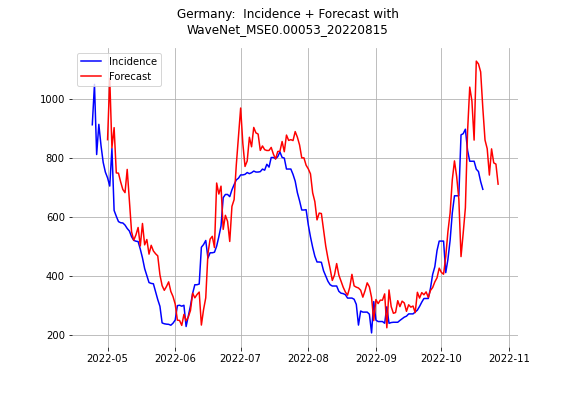 Germany:  Incidence + Forecast with
WaveNet_MSE0.00053_20220815
Incidence
Forecast
1000
800
600
400
200
2022-05 2022-06 2022-07 2022-08 2022-09 2022-10 2022-11